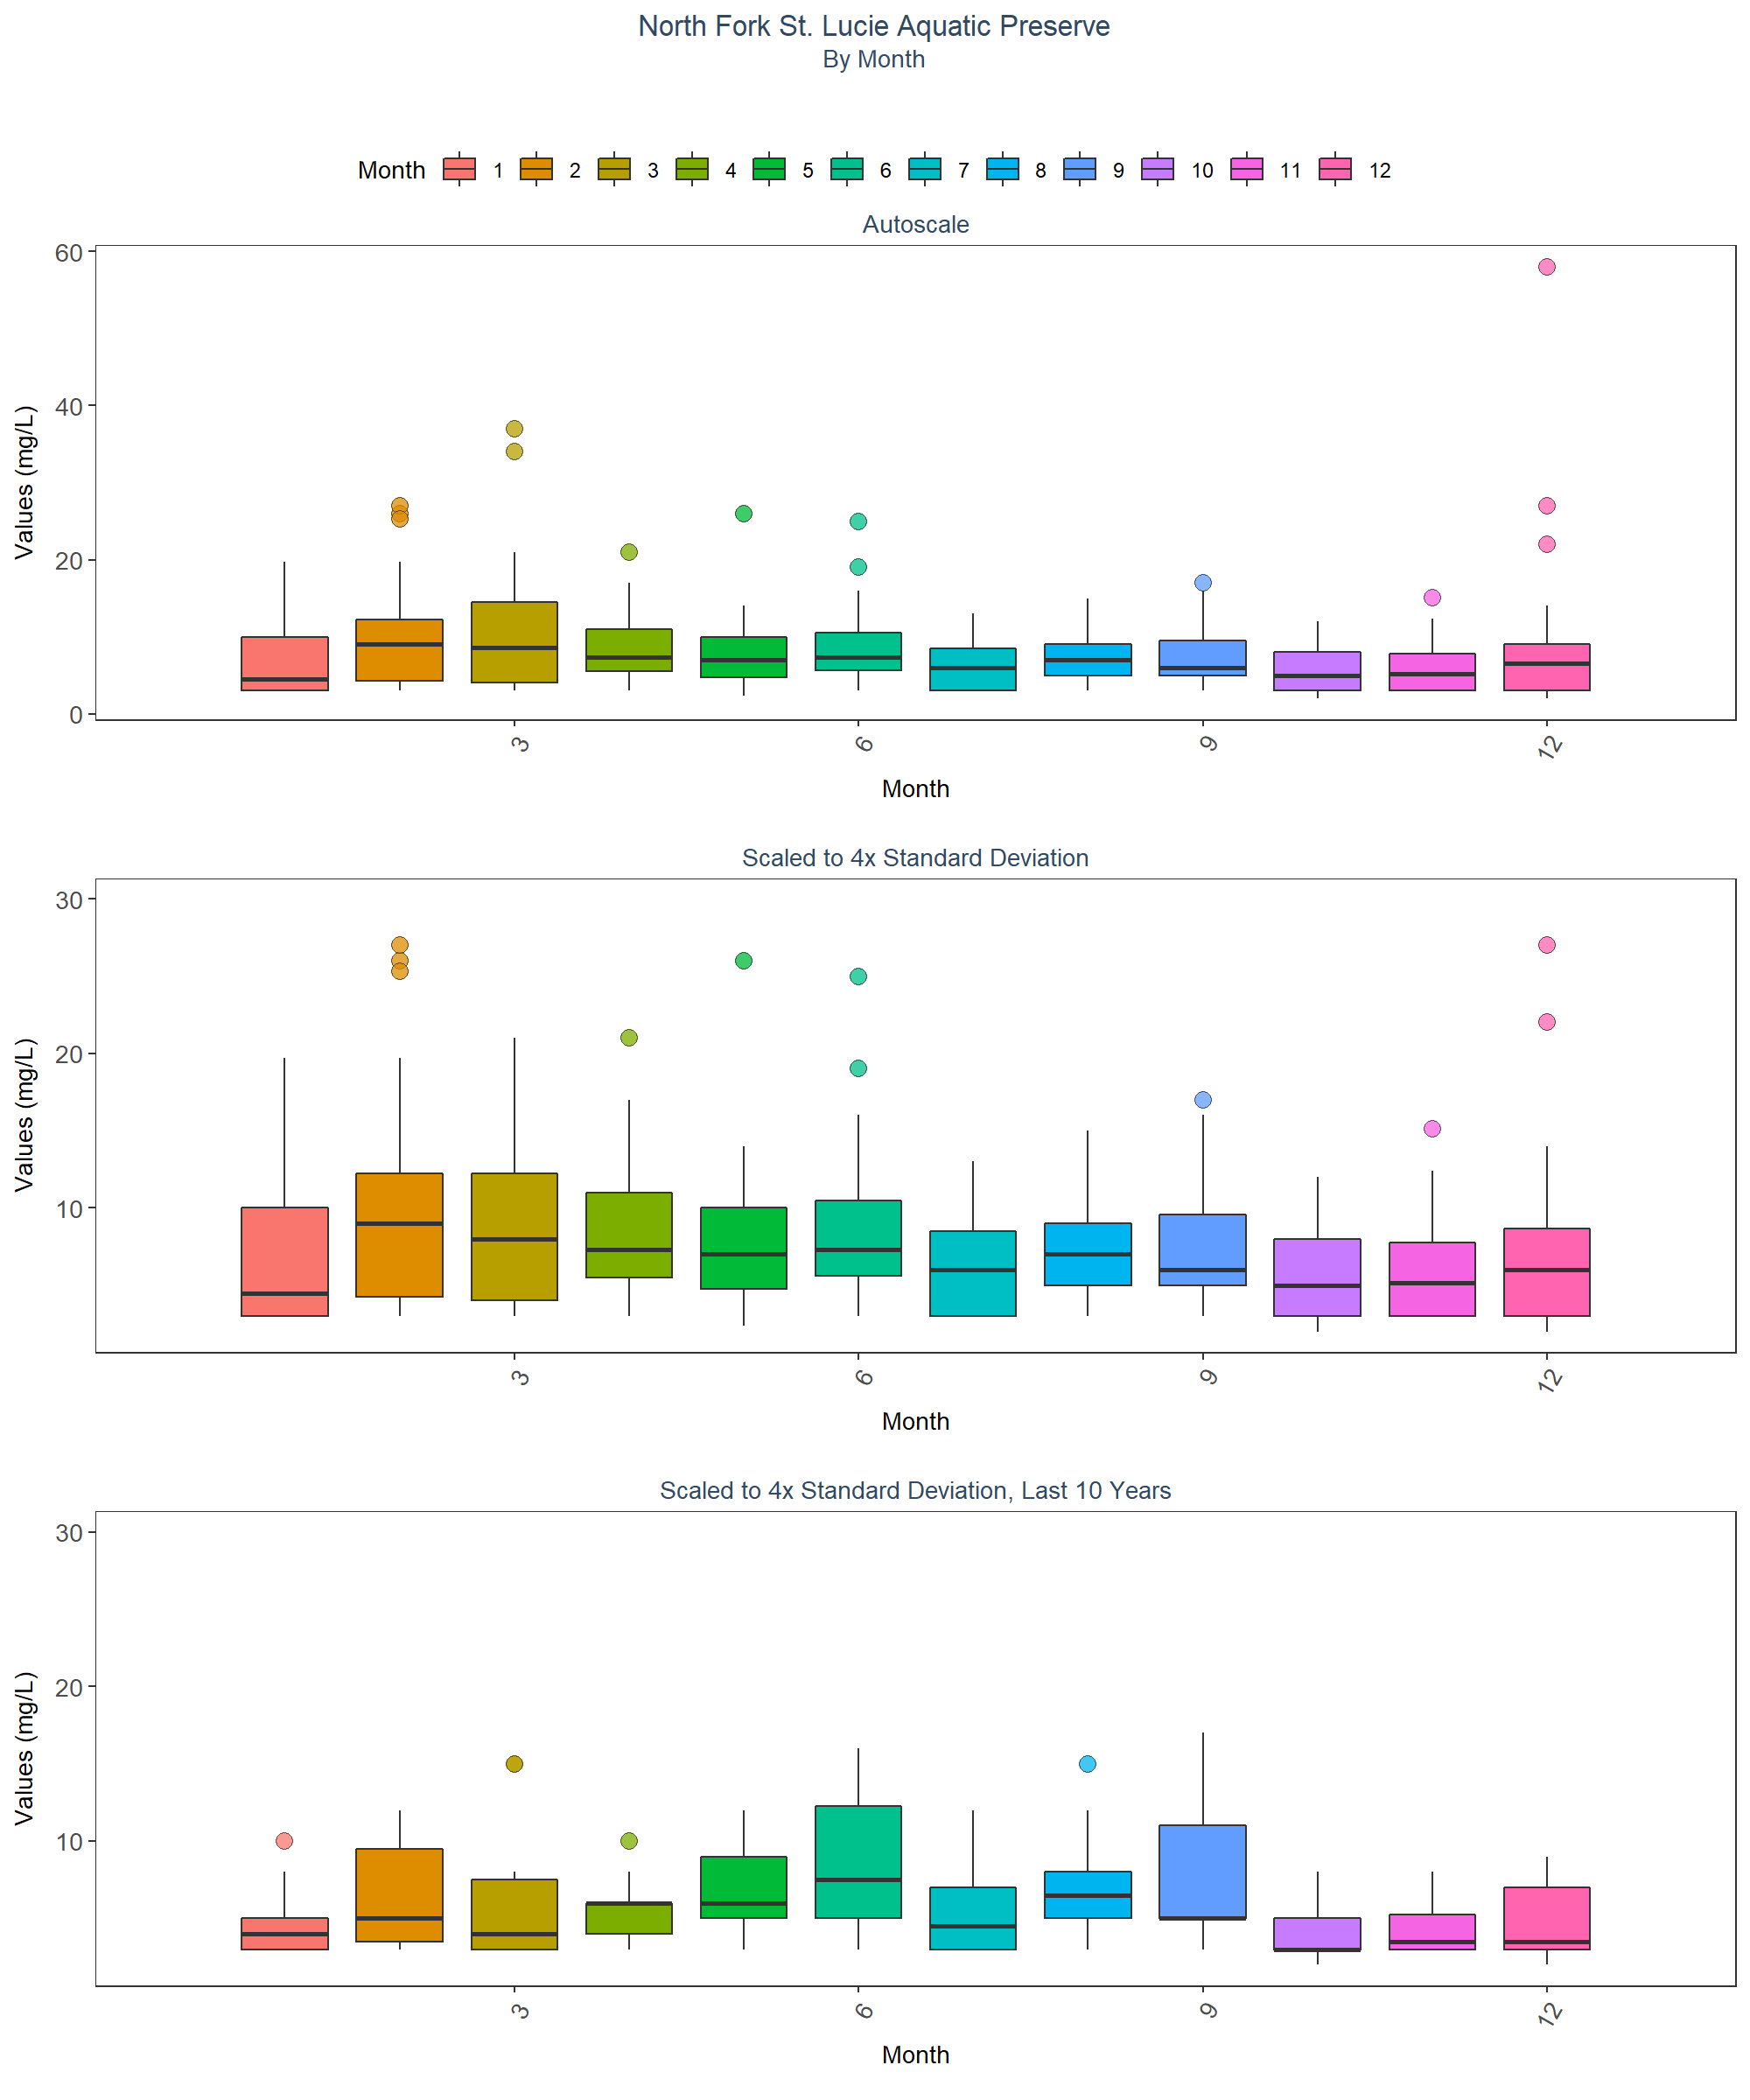 North Fork St. Lucie Aquatic Preserve
By Month
Month 1 2 3 4 5 6 7 8 9 10 11 12
Autoscale
60
40
20
0
Values (mg/L)
3 6 9 12
Month
Scaled to 4x Standard Deviation
30
20
10
Values (mg/L)
3 6 9 12
Month
Scaled to 4x Standard Deviation, Last 10 Years
30
20
10
Values (mg/L)
3 6 9 12
Month